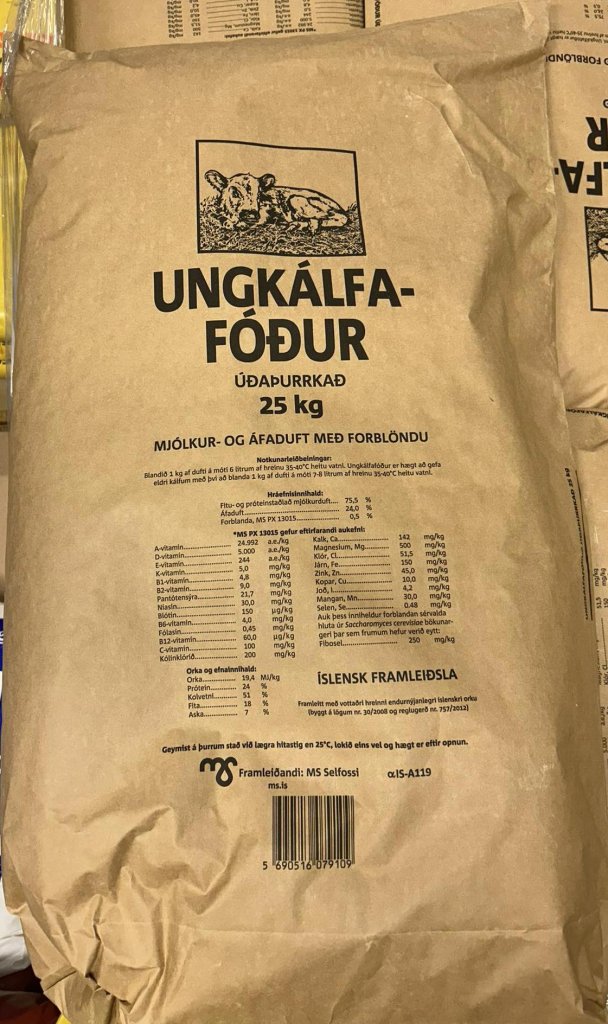 UNGKÁLFA-
FÓÐUR
ÚÐAÞURRKAÐ
25 kg
MJÓLKUR- OG ÁFADUFT MEÐ FORBLÖNDU
Notkunarleiðbeiningar:
Blandið 1 kg af dufti á móti 6 lítrum af hreinu 35-40°C heitu vatni. Ungkálfafóður er hægt að gefa
eldri kálfum með því að blanda 1 kg af dufti á móti 7-8 lítrum af hreinu 35-40°C heitu vatni.
Hráefnisinnihald:
Fitu- og próteinstaðlað mjólkurduft.... 75,5 %
Áfaduft............ 24,0 %
Forblanda, MS PX 13015............ 0,5 %
*MS PX 13015 gefur eftirfarandi aukefni:
A-vítamín............ 24.992 a.e./kg
D-vítamín............ 5.000 a.e./kg
E-vítamín............ 244 a.e./kg
K-vítamín............ 5,0 mg/kg
B1-vítamín............ 4,8 mg/kg
B2-vítamín............ 9,0 mg/kg
Pantótensýra............ 21,7 mg/kg
Níasín............ 30,0 mg/kg
Bíótín............ 150 µg/kg
B6-vítamín............ 4,0 mg/kg
Fólasín............ 0,45 mg/kg
B12-vítamín............ 60,0 µg/kg
C-vítamín............ 100 mg/kg
Kólínklóríð............ 200 mg/kg
Kalk, Ca............ 142 mg/kg
Magnesíum, Mg............ 500 mg/kg
Klór, Cl............ 51,5 mg/kg
Járn, Fe............ 150 mg/kg
Zink, Zn............ 45,0 mg/kg
Kopar, Cu............ 10,0 mg/kg
Joð, I............ 4,2 mg/kg
Mangan, Mn............ 30,0 mg/kg
Selen, Se............ 0,48 mg/kg
Auk þess inniheldur forblandan sérvalda
hluta úr Saccharomyces cerevisiae bökunar-
geri þar sem frumum hefur verið eytt:
Fibosel............ 250 mg/kg
Orka og efnainnihald:
Orka............ 19,4 MJ/kg
Prótein............ 24 %
Kolvetni............ 51 %
Fita............ 18 %
Aska............ 7 %
ÍSLENSK FRAMLEIÐSLA
Framleitt með vottaðri hreinni endurnýjanlegri íslenskri orku
(byggt á lögum nr. 30/2008 og reglugerð nr. 757/2012)
Geymist á þurrum stað við lægra hitastig en 25°C, lokið eins vel og hægt er eftir opnun.
ms Framleiðandi: MS Selfossi αIS-A119
ms.is
5 690516 079109